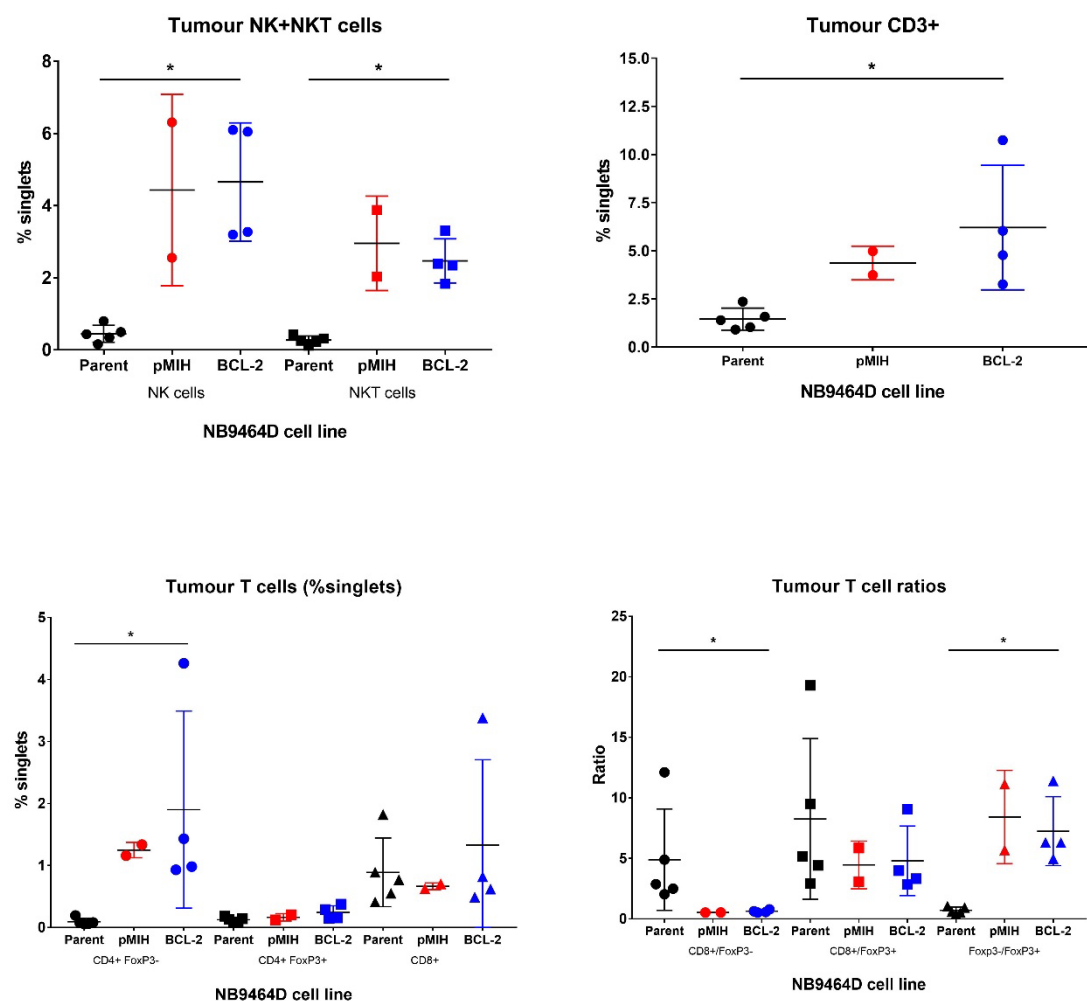 Tumour NK+NKT cells
*
*
% singlets
8
6
4
2
0
Parent pMIH BCL-2 Parent pMIH BCL-2
NK cells NKT cells
NB9464D cell line
Tumour CD3+
*
% singlets
15.0
12.5
10.0
7.5
5.0
2.5
0.0
Parent pMIH BCL-2
NB9464D cell line
Tumour T cells (%singlets)
*
% singlets
5
4
3
2
1
0
Parent pMIH BCL-2 Parent pMIH BCL-2 Parent pMIH BCL-2
CD4+ FoxP3- CD4+ FoxP3+ CD8+
NB9464D cell line
Tumour T cell ratios
*
*
Ratio
25
20
15
10
5
0
Parent pMIH BCL-2 Parent pMIH BCL-2 Parent pMIH BCL-2
CD8+/FoxP3- CD8+/FoxP3+ Foxp3-/FoxP3+
NB9464D cell line